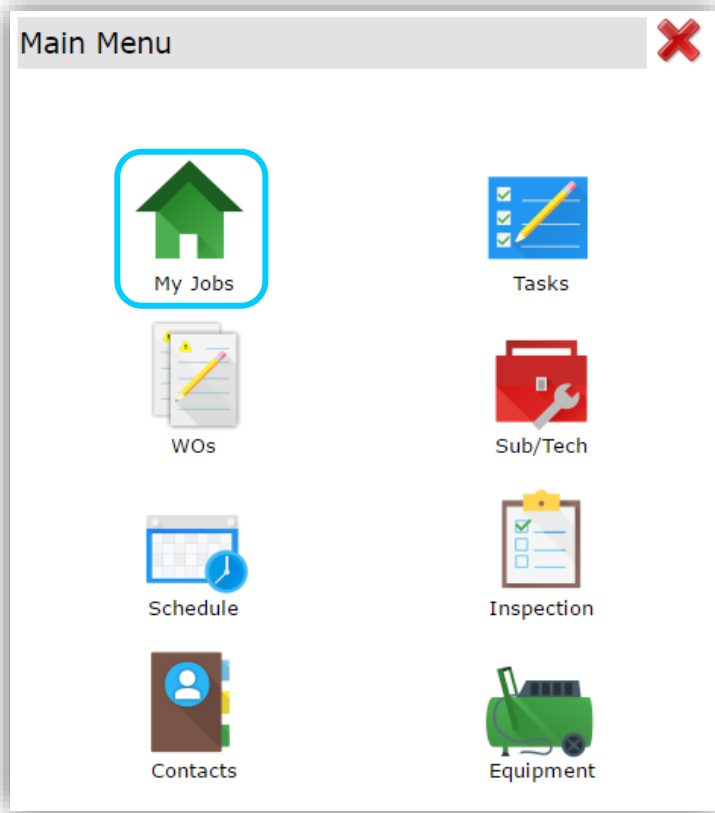 Main Menu
My Jobs
Tasks
WOs
Sub/Tech
Schedule
Inspection
Contacts
Equipment